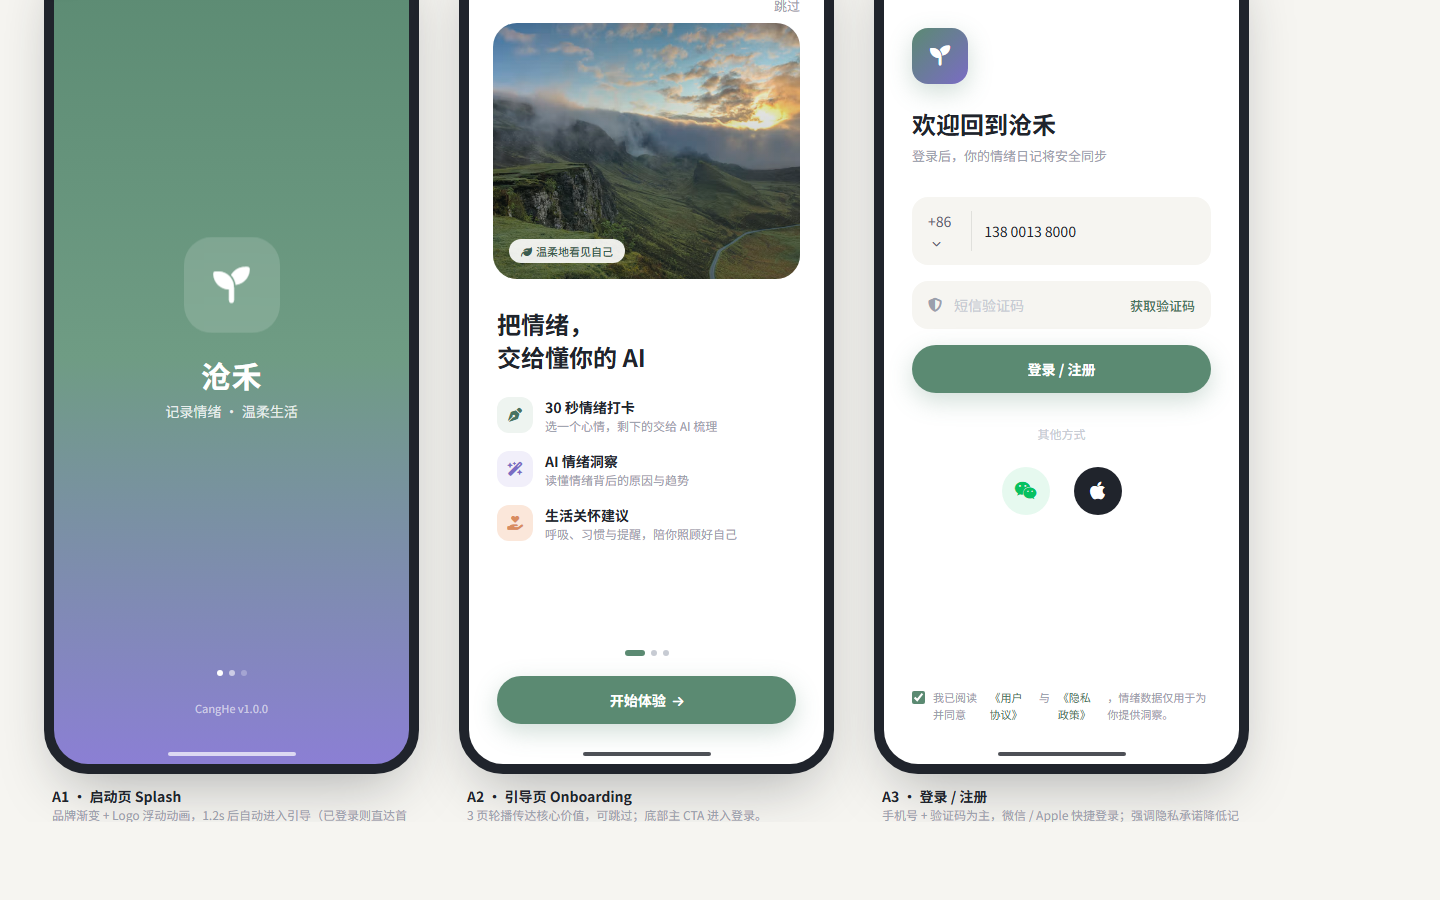 沧禾
记录情绪 · 温柔生活
CangHe v1.0.0
A1 · 启动页 Splash
品牌渐变 + Logo 浮动动画，1.2s 后自动进入引导（已登录则直达首
跳过
温柔地看见自己
把情绪，
交给懂你的 AI
30 秒情绪打卡
选一个心情，剩下的交给 AI 梳理
AI 情绪洞察
读懂情绪背后的原因与趋势
生活关怀建议
呼吸、习惯与提醒，陪你照顾好自己
开始体验 →
A2 · 引导页 Onboarding
3 页轮播传达核心价值，可跳过；底部主 CTA 进入登录。
欢迎回到沧禾
登录后，你的情绪日记将安全同步
+86
138 0013 8000
短信验证码 获取验证码
登录 / 注册
其他方式
我已阅读 《用户 与 《隐私 ，情绪数据仅用于为
并同意 协议》 政策》 你提供洞察。
A3 · 登录 / 注册
手机号 + 验证码为主，微信 / Apple 快捷登录；强调隐私承诺降低记